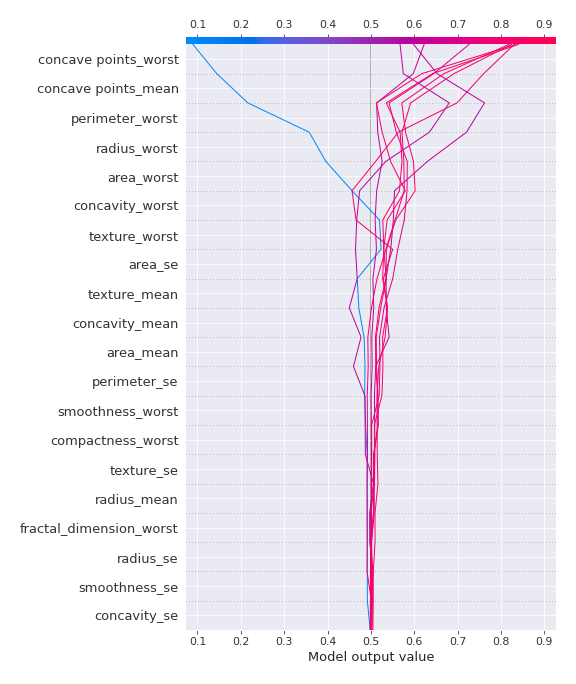 0.1 0.2 0.3 0.4 0.5 0.6 0.7 0.8 0.9
concave points_worst
concave points_mean
perimeter_worst
radius_worst
area_worst
concavity_worst
texture_worst
area_se
texture_mean
concavity_mean
area_mean
perimeter_se
smoothness_worst
compactness_worst
texture_se
radius_mean
fractal_dimension_worst
radius_se
smoothness_se
concavity_se
0.1 0.2 0.3 0.4 0.5 0.6 0.7 0.8 0.9
Model output value